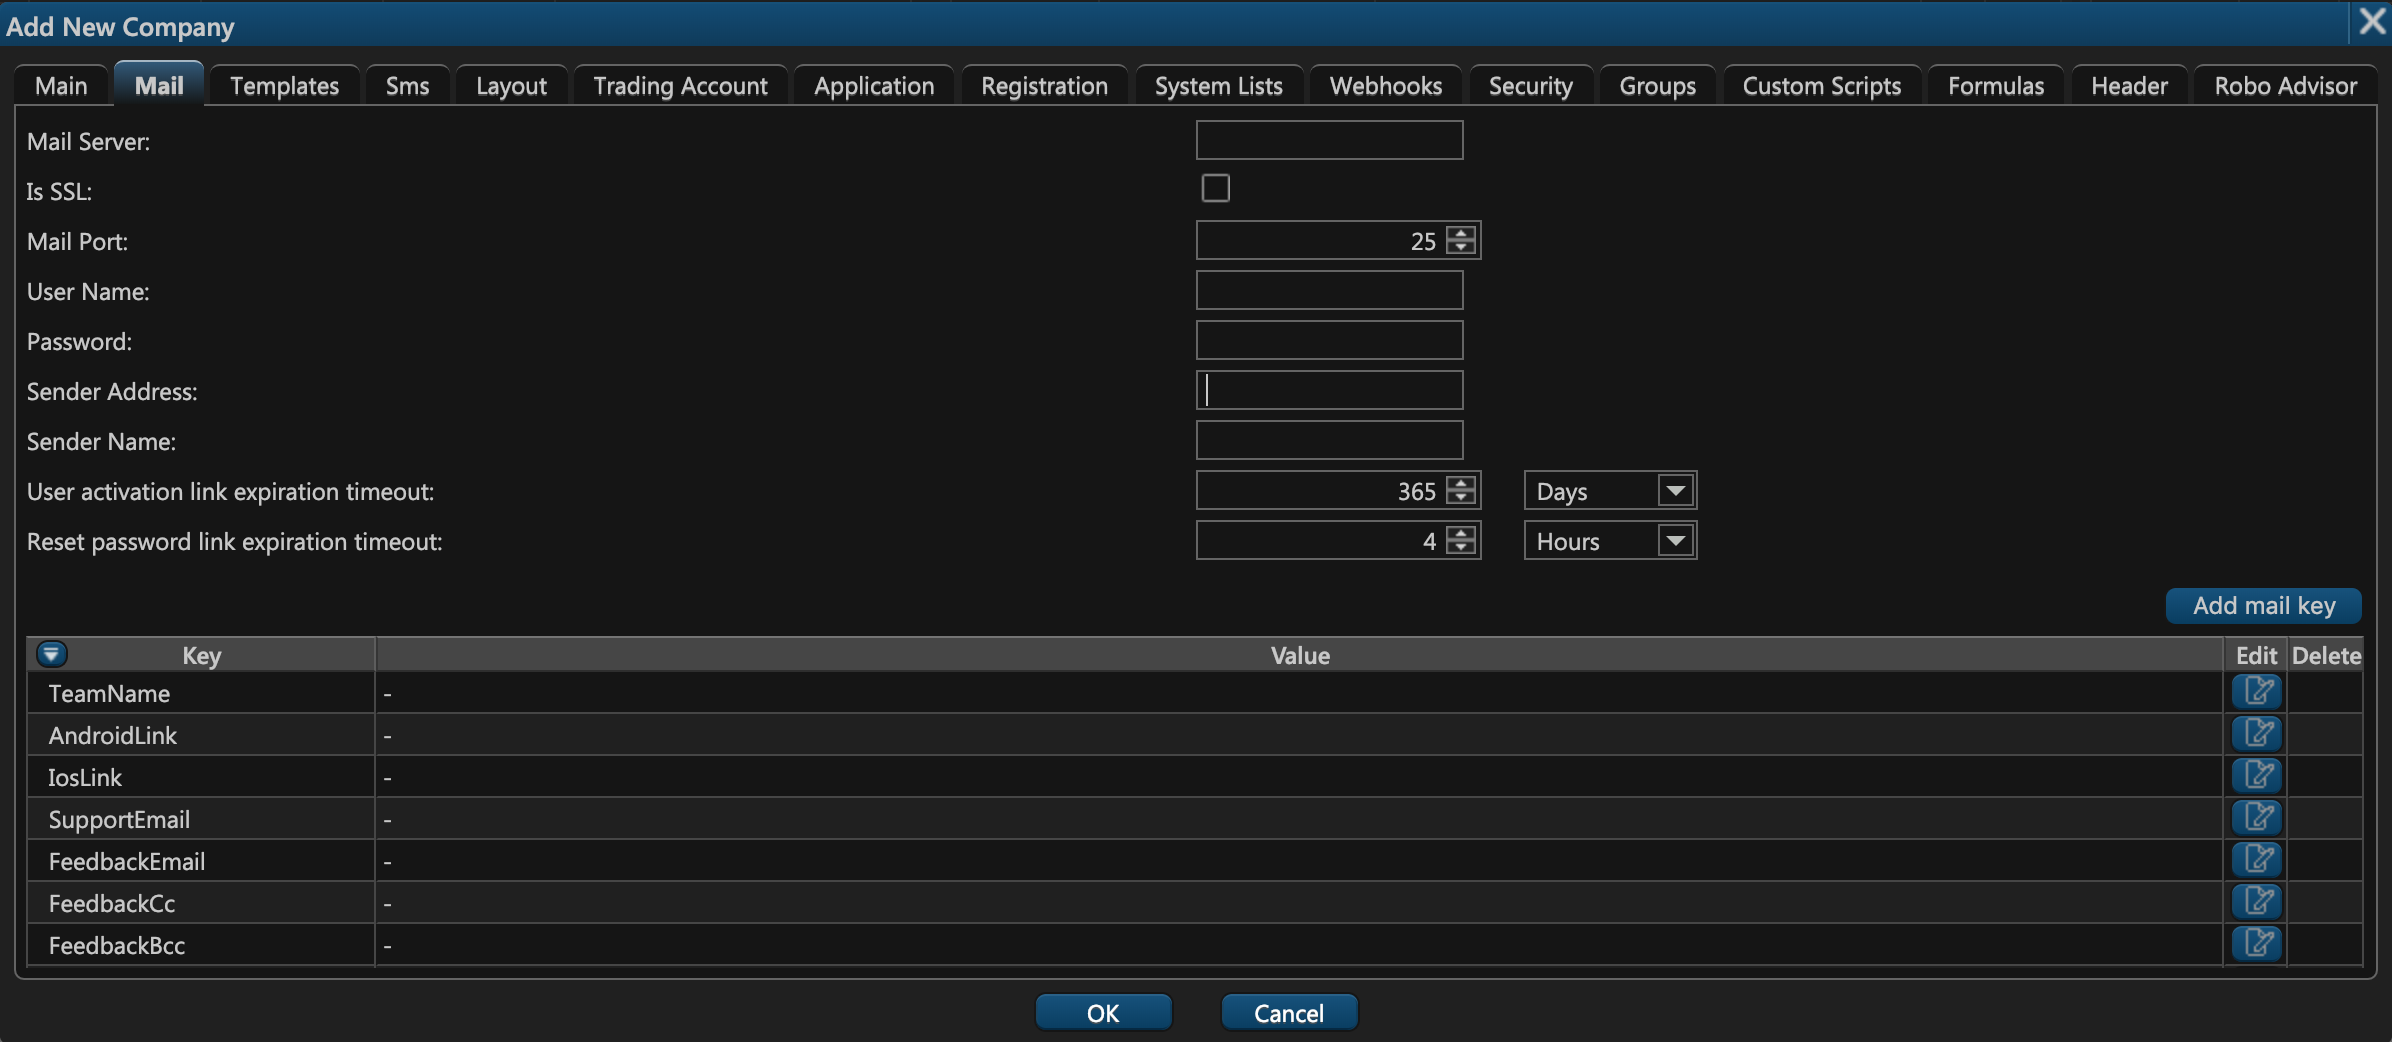 Add New Company
Main Mail Templates Sms Layout Trading Account Application Registration System Lists Webhooks Security Groups Custom Scripts Formulas Header Robo Advisor
Mail Server:
Is SSL:
Mail Port: 25
User Name:
Password:
Sender Address:
Sender Name:
User activation link expiration timeout: 365 Days
Reset password link expiration timeout: 4 Hours
Add mail key
Key Value Edit Delete
TeamName -
AndroidLink -
IosLink -
SupportEmail -
FeedbackEmail -
FeedbackCc -
FeedbackBcc -
OK Cancel